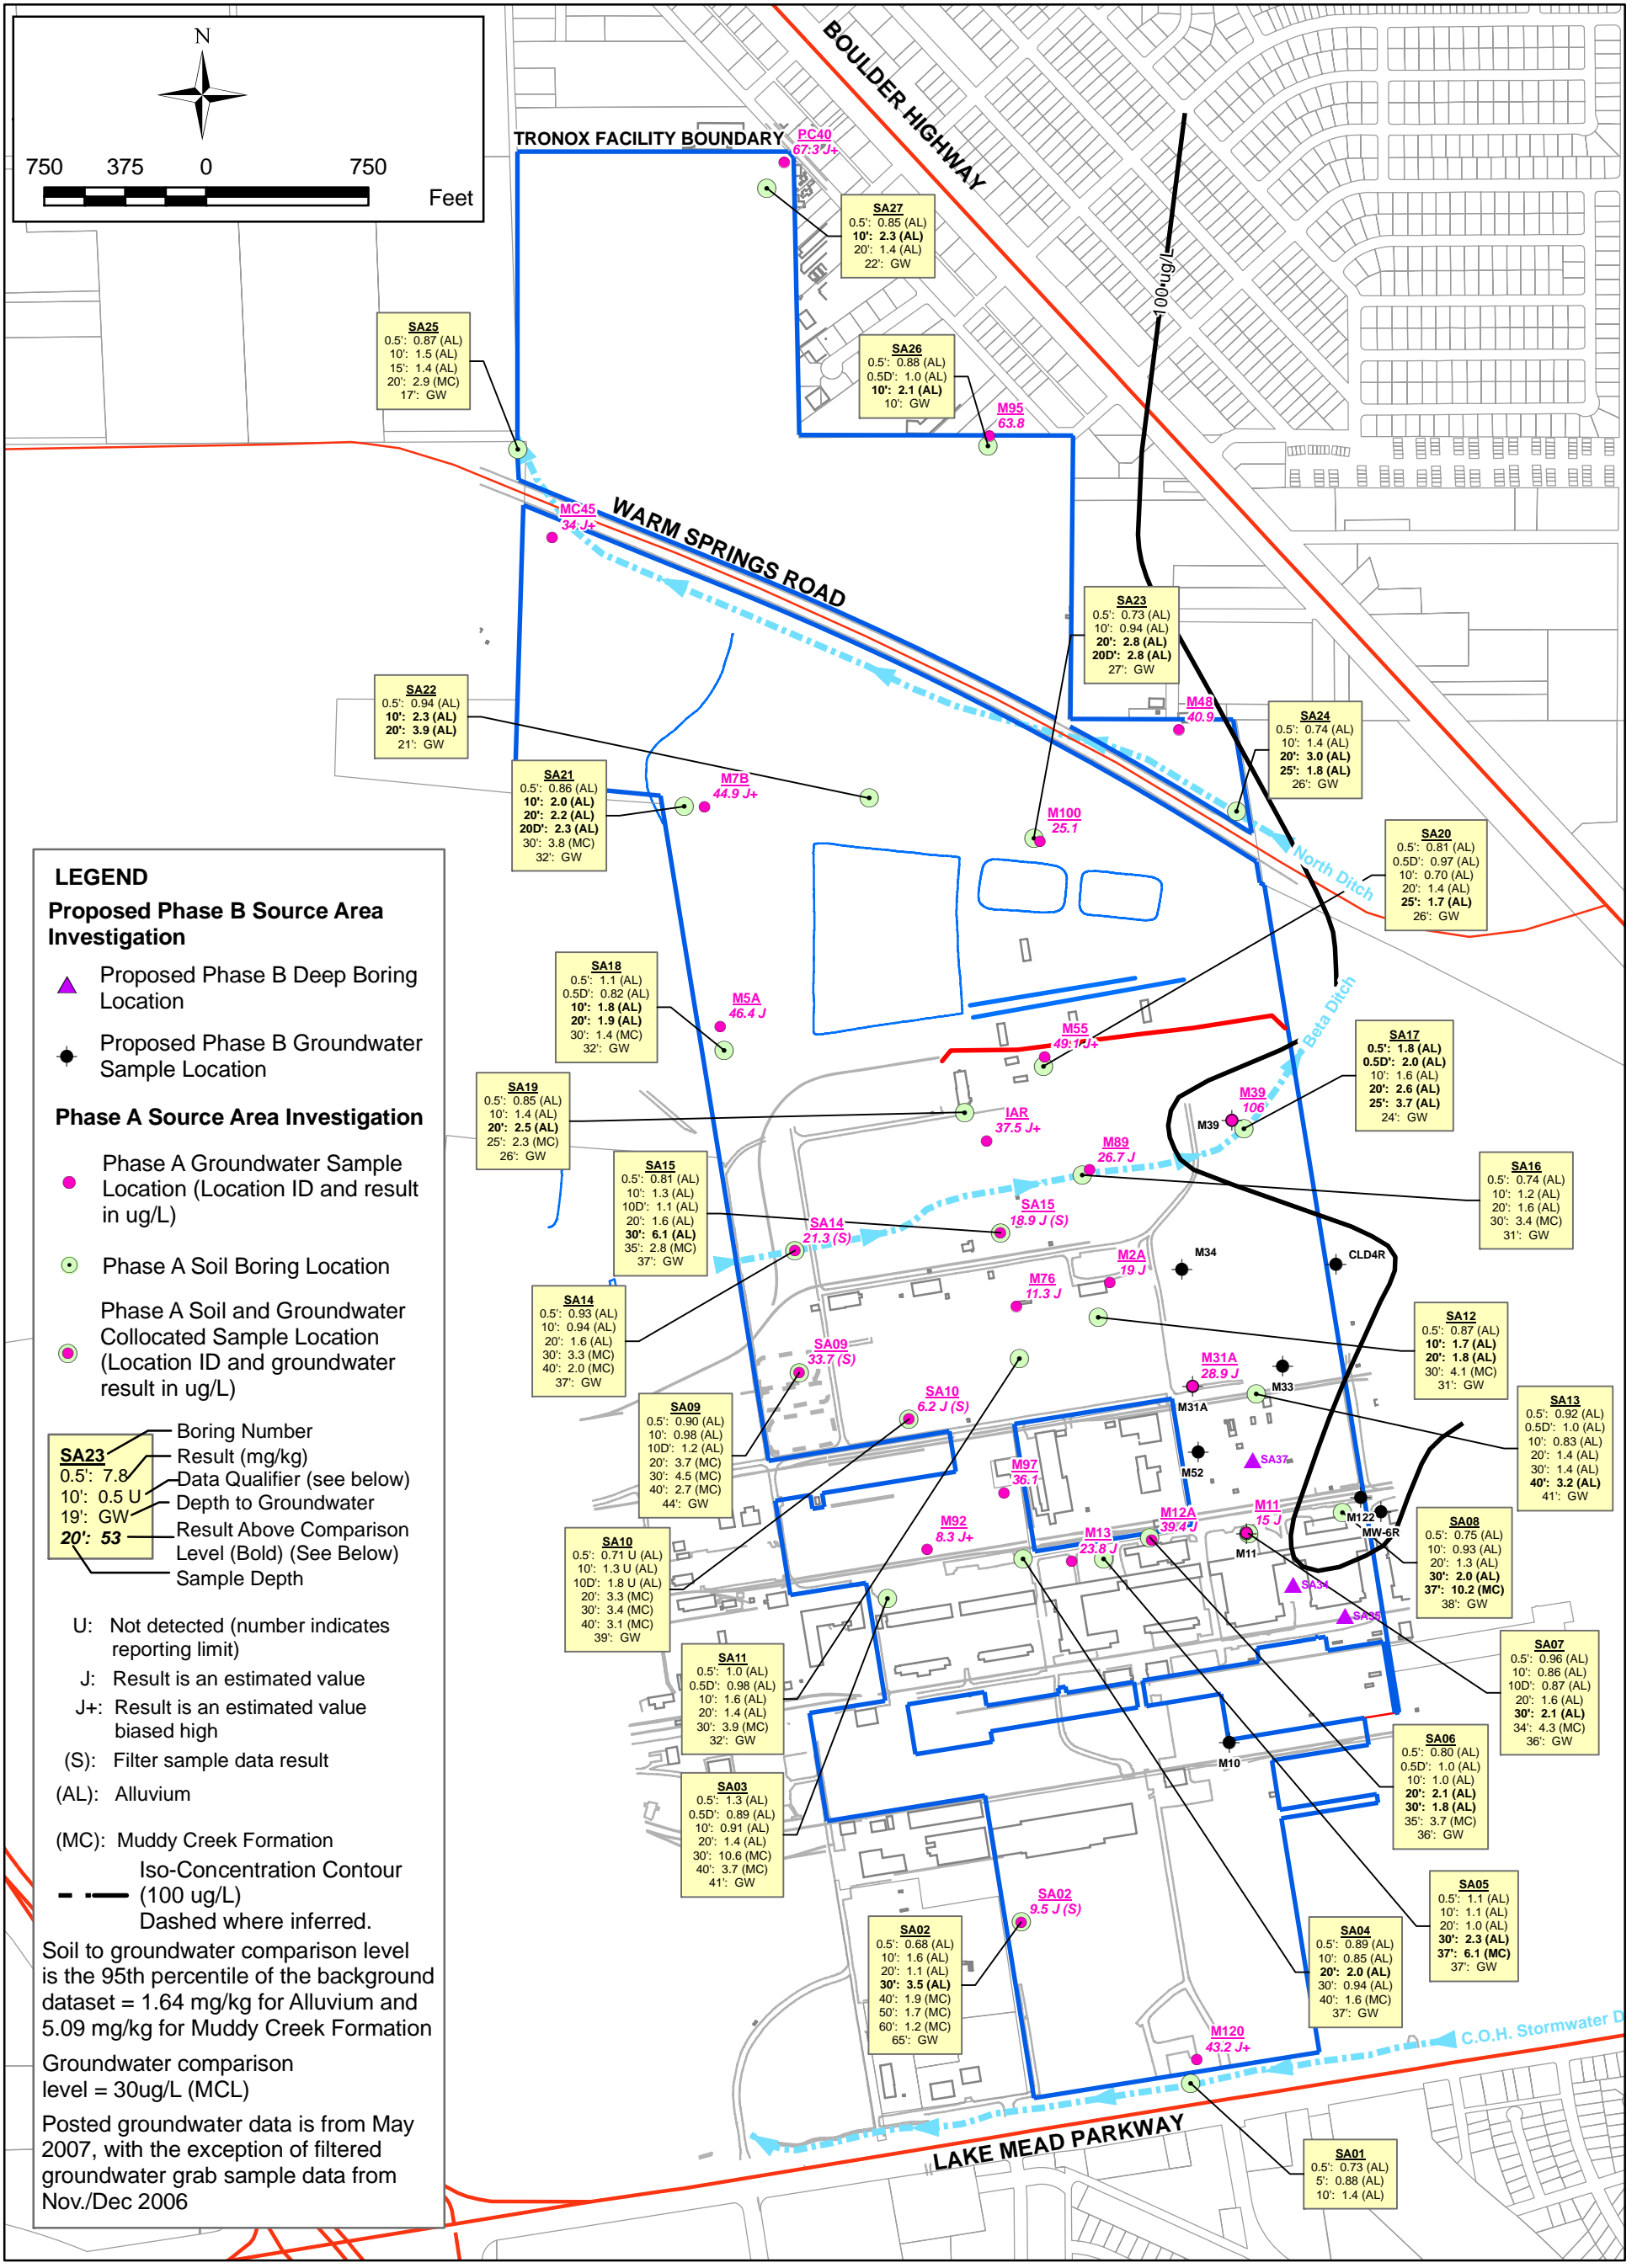 N
750 375 0 750
Feet
TRONOX FACILITY BOUNDARY
BOULDER HIGHWAY
PC40
67.3 J+
SA27
0.5': 0.85 (AL)
10': 2.3 (AL)
20': 1.4 (AL)
22': GW
100 ug/L
SA25
0.5': 0.87 (AL)
10': 1.5 (AL)
15': 1.4 (AL)
20': 2.9 (MC)
17': GW
SA26
0.5': 0.88 (AL)
0.5D': 1.0 (AL)
10': 2.1 (AL)
10': GW
M95
63.8
MC45
34 J+
WARM SPRINGS ROAD
SA23
0.5': 0.73 (AL)
10': 0.94 (AL)
20': 2.8 (AL)
20D': 2.8 (AL)
27': GW
SA22
0.5': 0.94 (AL)
10': 2.3 (AL)
20': 3.9 (AL)
21': GW
M48
40.9
SA24
0.5': 0.74 (AL)
10': 1.4 (AL)
20': 3.0 (AL)
25': 1.8 (AL)
26': GW
SA21
0.5': 0.86 (AL)
10': 2.0 (AL)
20': 2.2 (AL)
20D': 2.3 (AL)
30': 3.8 (MC)
32': GW
M7B
44.9 J+
M100
25.1
North Ditch
SA20
0.5': 0.81 (AL)
0.5D': 0.97 (AL)
10': 0.70 (AL)
20': 1.4 (AL)
25': 1.7 (AL)
26': GW
SA18
0.5': 1.1 (AL)
0.5D': 0.82 (AL)
10': 1.8 (AL)
20': 1.9 (AL)
30': 1.4 (MC)
32': GW
M5A
46.4 J
M55
49.1 J+
Beta Ditch
SA17
0.5': 1.8 (AL)
0.5D': 2.0 (AL)
10': 1.6 (AL)
20': 2.6 (AL)
25': 3.7 (AL)
24': GW
SA19
0.5': 0.85 (AL)
10': 1.4 (AL)
20': 2.5 (AL)
25': 2.3 (MC)
26': GW
IAR
37.5 J+
M39
106
M39
M89
26.7 J
SA15
0.5': 0.81 (AL)
10': 1.3 (AL)
10D': 1.1 (AL)
20': 1.6 (AL)
30': 6.1 (AL)
35': 2.8 (MC)
37': GW
SA16
0.5': 0.74 (AL)
10': 1.2 (AL)
20': 1.6 (AL)
30': 3.4 (MC)
31': GW
SA15
18.9 J (S)
SA14
21.3 (S)
M2A
19 J
M34
CLD4R
M76
11.3 J
SA14
0.5': 0.93 (AL)
10': 0.94 (AL)
20': 1.6 (AL)
30': 3.3 (MC)
40': 2.0 (MC)
37': GW
SA12
0.5': 0.87 (AL)
10': 1.7 (AL)
20': 1.8 (AL)
30': 4.1 (MC)
31': GW
SA09
33.7 (S)
M31A
28.9 J
M31A
M33
SA10
6.2 J (S)
SA09
0.5': 0.90 (AL)
10': 0.98 (AL)
10D': 1.2 (AL)
20': 3.7 (MC)
30': 4.5 (MC)
40': 2.7 (MC)
44': GW
SA13
0.5': 0.92 (AL)
0.5D': 1.0 (AL)
10': 0.83 (AL)
20': 1.4 (AL)
30': 1.4 (AL)
40': 3.2 (AL)
41': GW
M52
SA37
M97
36.1
M92
8.3 J+
M13
23.8 J
M12A
39.4 J
M11
15 J
M11
M122
MW-6R
SA08
0.5': 0.75 (AL)
10': 0.93 (AL)
20': 1.3 (AL)
30': 2.0 (AL)
37': 10.2 (MC)
38': GW
SA10
0.5': 0.71 U (AL)
10': 1.3 U (AL)
10D': 1.8 U (AL)
20': 3.3 (MC)
30': 3.4 (MC)
40': 3.1 (MC)
39': GW
SA34
SA35
SA11
0.5': 1.0 (AL)
0.5D': 0.98 (AL)
10': 1.6 (AL)
20': 1.4 (AL)
30': 3.9 (MC)
32': GW
SA07
0.5': 0.96 (AL)
10': 0.86 (AL)
10D': 0.87 (AL)
20': 1.6 (AL)
30': 2.1 (AL)
34': 4.3 (MC)
36': GW
M10
SA06
0.5': 0.80 (AL)
0.5D': 1.0 (AL)
10': 1.0 (AL)
20': 2.1 (AL)
30': 1.8 (AL)
35': 3.7 (MC)
36': GW
SA03
0.5': 1.3 (AL)
0.5D': 0.89 (AL)
10': 0.91 (AL)
20': 1.4 (AL)
30': 10.6 (MC)
40': 3.7 (MC)
41': GW
SA05
0.5': 1.1 (AL)
10': 1.1 (AL)
20': 1.0 (AL)
30': 2.3 (AL)
37': 6.1 (MC)
37': GW
SA02
9.5 J (S)
SA02
0.5': 0.68 (AL)
10': 1.6 (AL)
20': 1.1 (AL)
30': 3.5 (AL)
40': 1.9 (MC)
50': 1.7 (MC)
60': 1.2 (MC)
65': GW
SA04
0.5': 0.89 (AL)
10': 0.85 (AL)
20': 2.0 (AL)
30': 0.94 (AL)
40': 1.6 (MC)
37': GW
M120
43.2 J+
C.O.H. Stormwater D
LAKE MEAD PARKWAY
SA01
0.5': 0.73 (AL)
5': 0.88 (AL)
10': 1.4 (AL)
LEGEND
Proposed Phase B Source Area
Investigation
Proposed Phase B Deep Boring
Location
Proposed Phase B Groundwater
Sample Location
Phase A Source Area Investigation
Phase A Groundwater Sample
Location (Location ID and result
in ug/L)
Phase A Soil Boring Location
Phase A Soil and Groundwater
Collocated Sample Location
(Location ID and groundwater
result in ug/L)
SA23
0.5': 7.8
10': 0.5 U
19': GW
20': 53
Boring Number
Result (mg/kg)
Data Qualifier (see below)
Depth to Groundwater
Result Above Comparison
Level (Bold) (See Below)
Sample Depth
U: Not detected (number indicates
reporting limit)
J: Result is an estimated value
J+: Result is an estimated value
biased high
(S): Filter sample data result
(AL): Alluvium
(MC): Muddy Creek Formation
Iso-Concentration Contour
(100 ug/L)
Dashed where inferred.
Soil to groundwater comparison level
is the 95th percentile of the background
dataset = 1.64 mg/kg for Alluvium and
5.09 mg/kg for Muddy Creek Formation
Groundwater comparison
level = 30ug/L (MCL)
Posted groundwater data is from May
2007, with the exception of filtered
groundwater grab sample data from
Nov./Dec 2006